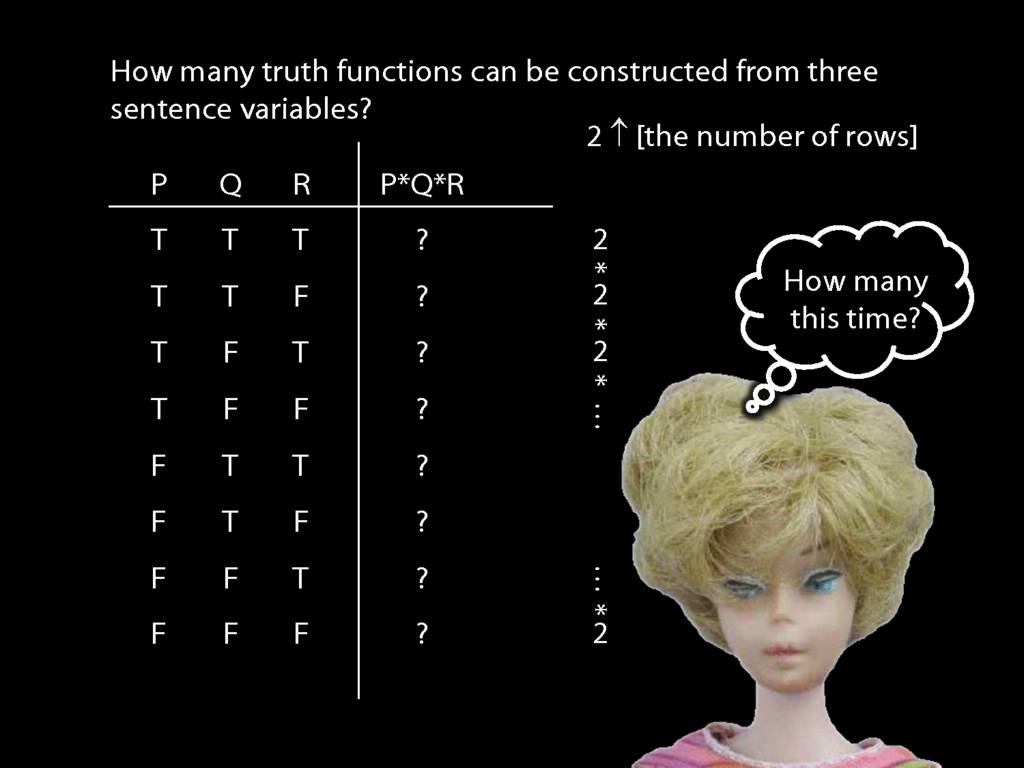 How many truth functions can be constructed from three
sentence variables?
2 ↑ [the number of rows]
P Q R P*Q*R
T T T ? 2
*
T T F ? 2
*
T F T ? 2
*
T F F ? ...
F T T ?
F T F ?
F F T ? ...
*
F F F ? 2
How many
this time?